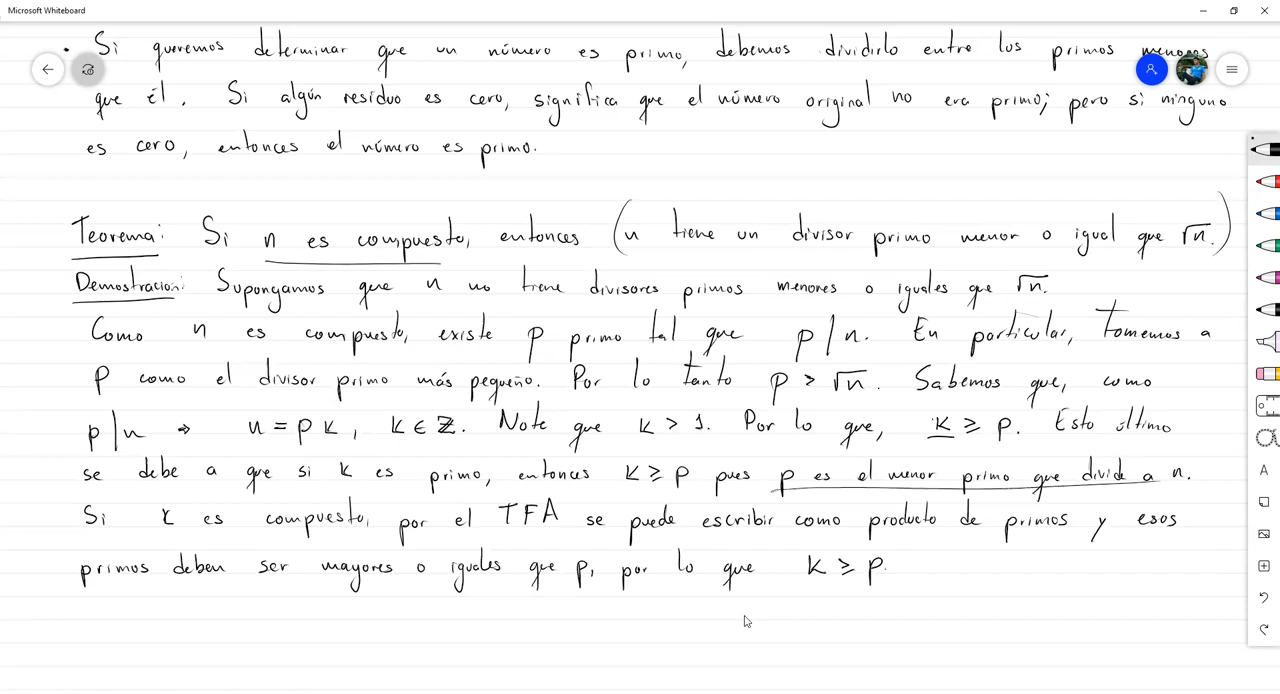 Microsoft Whiteboard
• Si queremos determinar que un número es primo, debemos dividirlo entre los primos menores
que él. Si algún residuo es cero, significa que el número original no era primo; pero si ninguno
es cero, entonces el número es primo.
Teorema: Si n es compuesto, entonces (n tiene un divisor primo menor o igual que √n.)
Demostración: Supongamos que n no tiene divisores primos menores o iguales que √n.
Como n es compuesto, existe p primo tal que p | n. En particular, tomemos a
p como el divisor primo más pequeño. Por lo tanto p > √n. Sabemos que, como
p | n ⇒ n = p k, k ∈ ℤ. Note que k > 1. Por lo que, k ≥ p. Esto último
se debe a que si k es primo, entonces k ≥ p pues p es el menor primo que divide a n.
Si k es compuesto, por el TFA se puede escribir como producto de primos y esos
primos deben ser mayores o iguales que p, por lo que k ≥ p.